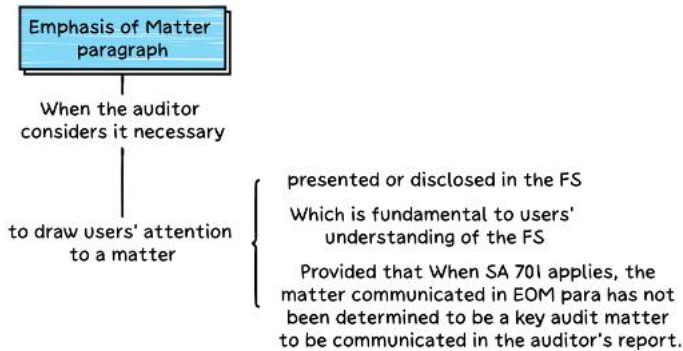 Emphasis of Matter
paragraph
When the auditor
considers it necessary
to draw users' attention
to a matter
presented or disclosed in the FS
Which is fundamental to users'
understanding of the FS
Provided that When SA 701 applies, the
matter communicated in EOM para has not
been determined to be a key audit matter
to be communicated in the auditor's report.